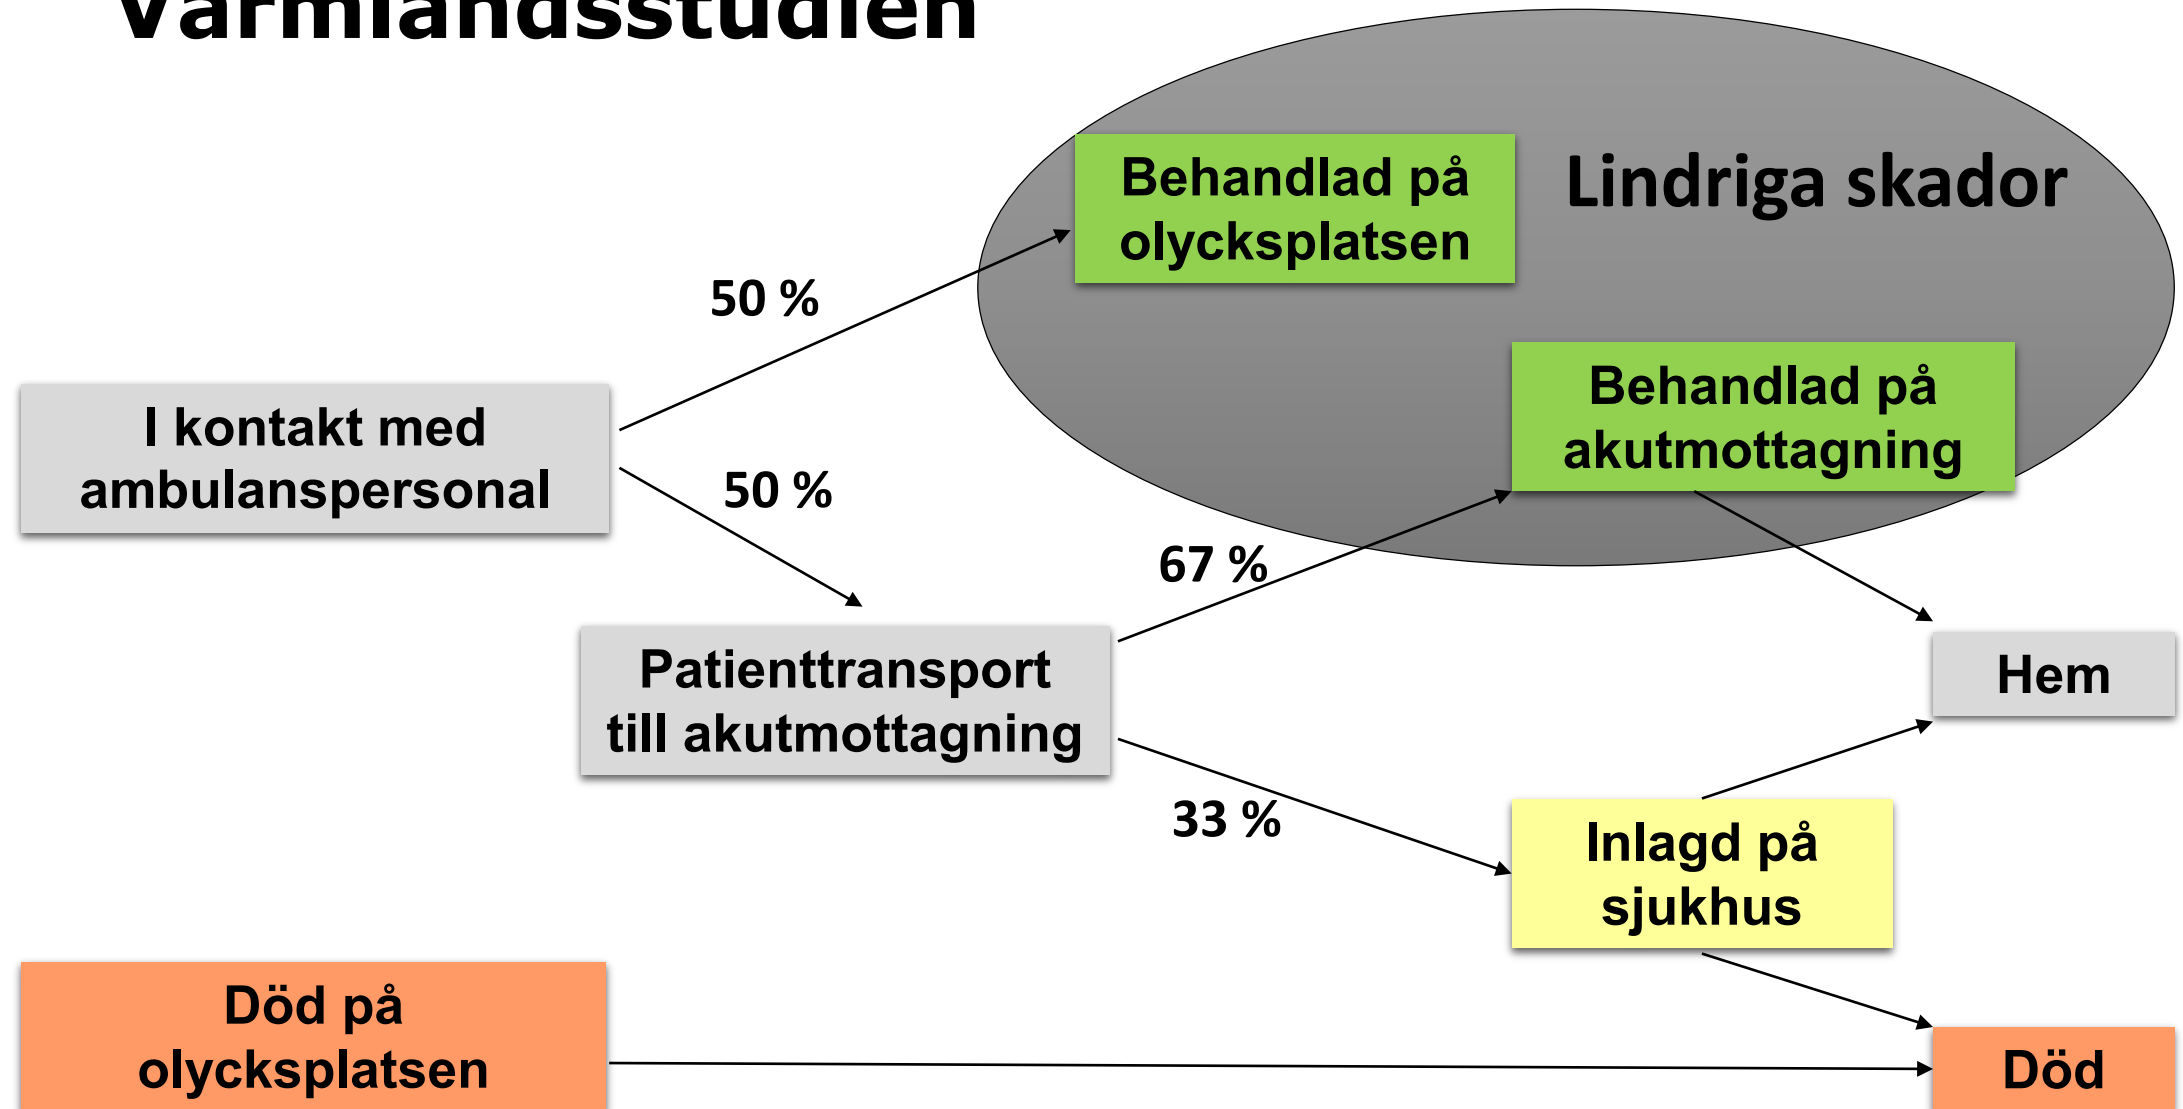 Värmlandsstudien
Behandlad på
olycksplatsen
Lindriga skador
50 %
Behandlad på
akutmottagning
I kontakt med
ambulanspersonal
50 %
67 %
Patienttransport
till akutmottagning
Hem
33 %
Inlagd på
sjukhus
Död på
olycksplatsen
Död